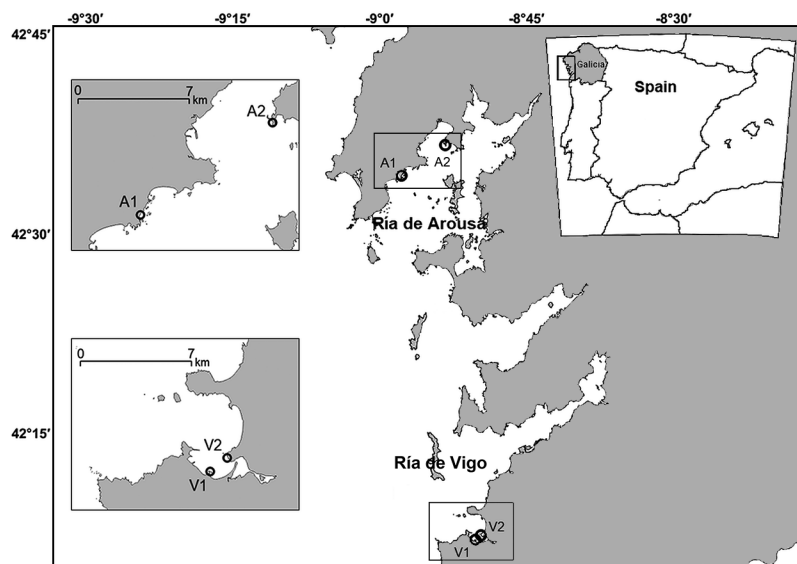 -9°30' -9°15' -9°0' -8°45' -8°30'
42°45'
Galicia
Spain
0 7
km
A2
A1
A1 A2
42°30'
Ría de Arousa
0 7
km
V2
V1
42°15'
Ría de Vigo
V2
V1